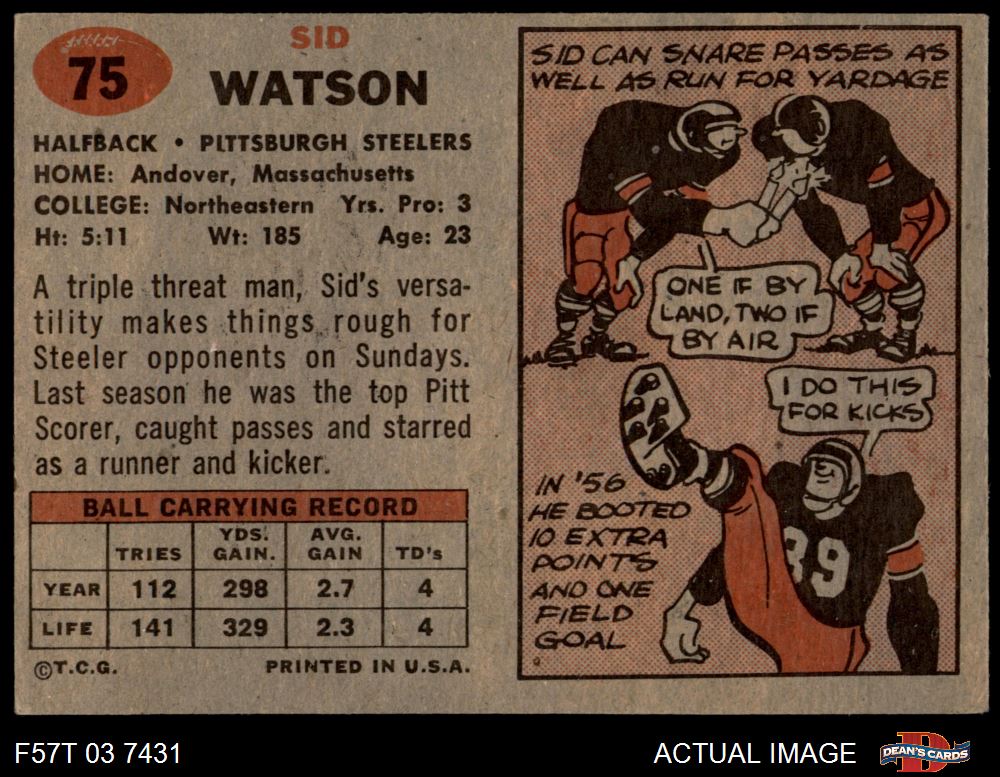 75
SID
WATSON
HALFBACK • PITTSBURGH STEELERS
HOME: Andover, Massachusetts
COLLEGE: Northeastern Yrs. Pro: 3
Ht: 5:11 Wt: 185 Age: 23
A triple threat man, Sid's versa-
tility makes things rough for
Steeler opponents on Sundays.
Last season he was the top Pitt
Scorer, caught passes and starred
as a runner and kicker.
BALL CARRYING RECORD
TRIES YDS. GAIN. AVG. GAIN TD's
YEAR 112 298 2.7 4
LIFE 141 329 2.3 4
©T.C.G. PRINTED IN U.S.A.
SID CAN SNARE PASSES AS
WELL AS RUN FOR YARDAGE
ONE IF BY
LAND, TWO IF
BY AIR
I DO THIS
FOR KICKS
IN '56
HE BOOTED
10 EXTRA
POINTS
AND ONE
FIELD
GOAL
89
F57T 03 7431
ACTUAL IMAGE
DEAN'S CARDS